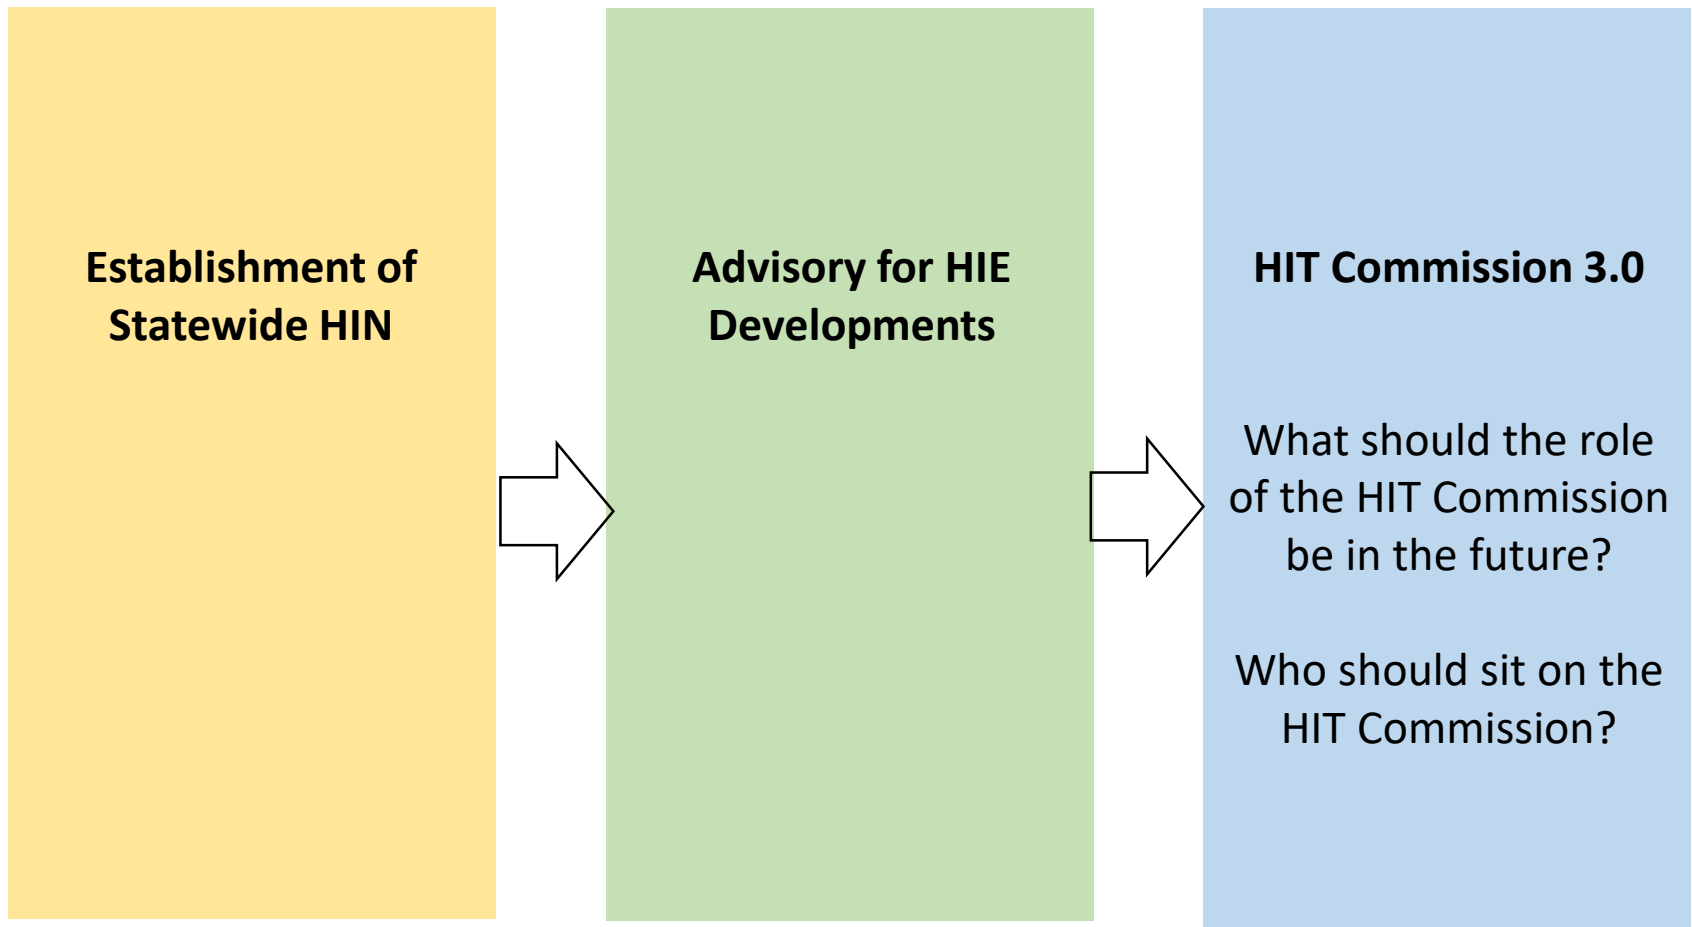 Establishment of
Statewide HIN
Advisory for HIE
Developments
HIT Commission 3.0
What should the role
of the HIT Commission
be in the future?
Who should sit on the
HIT Commission?